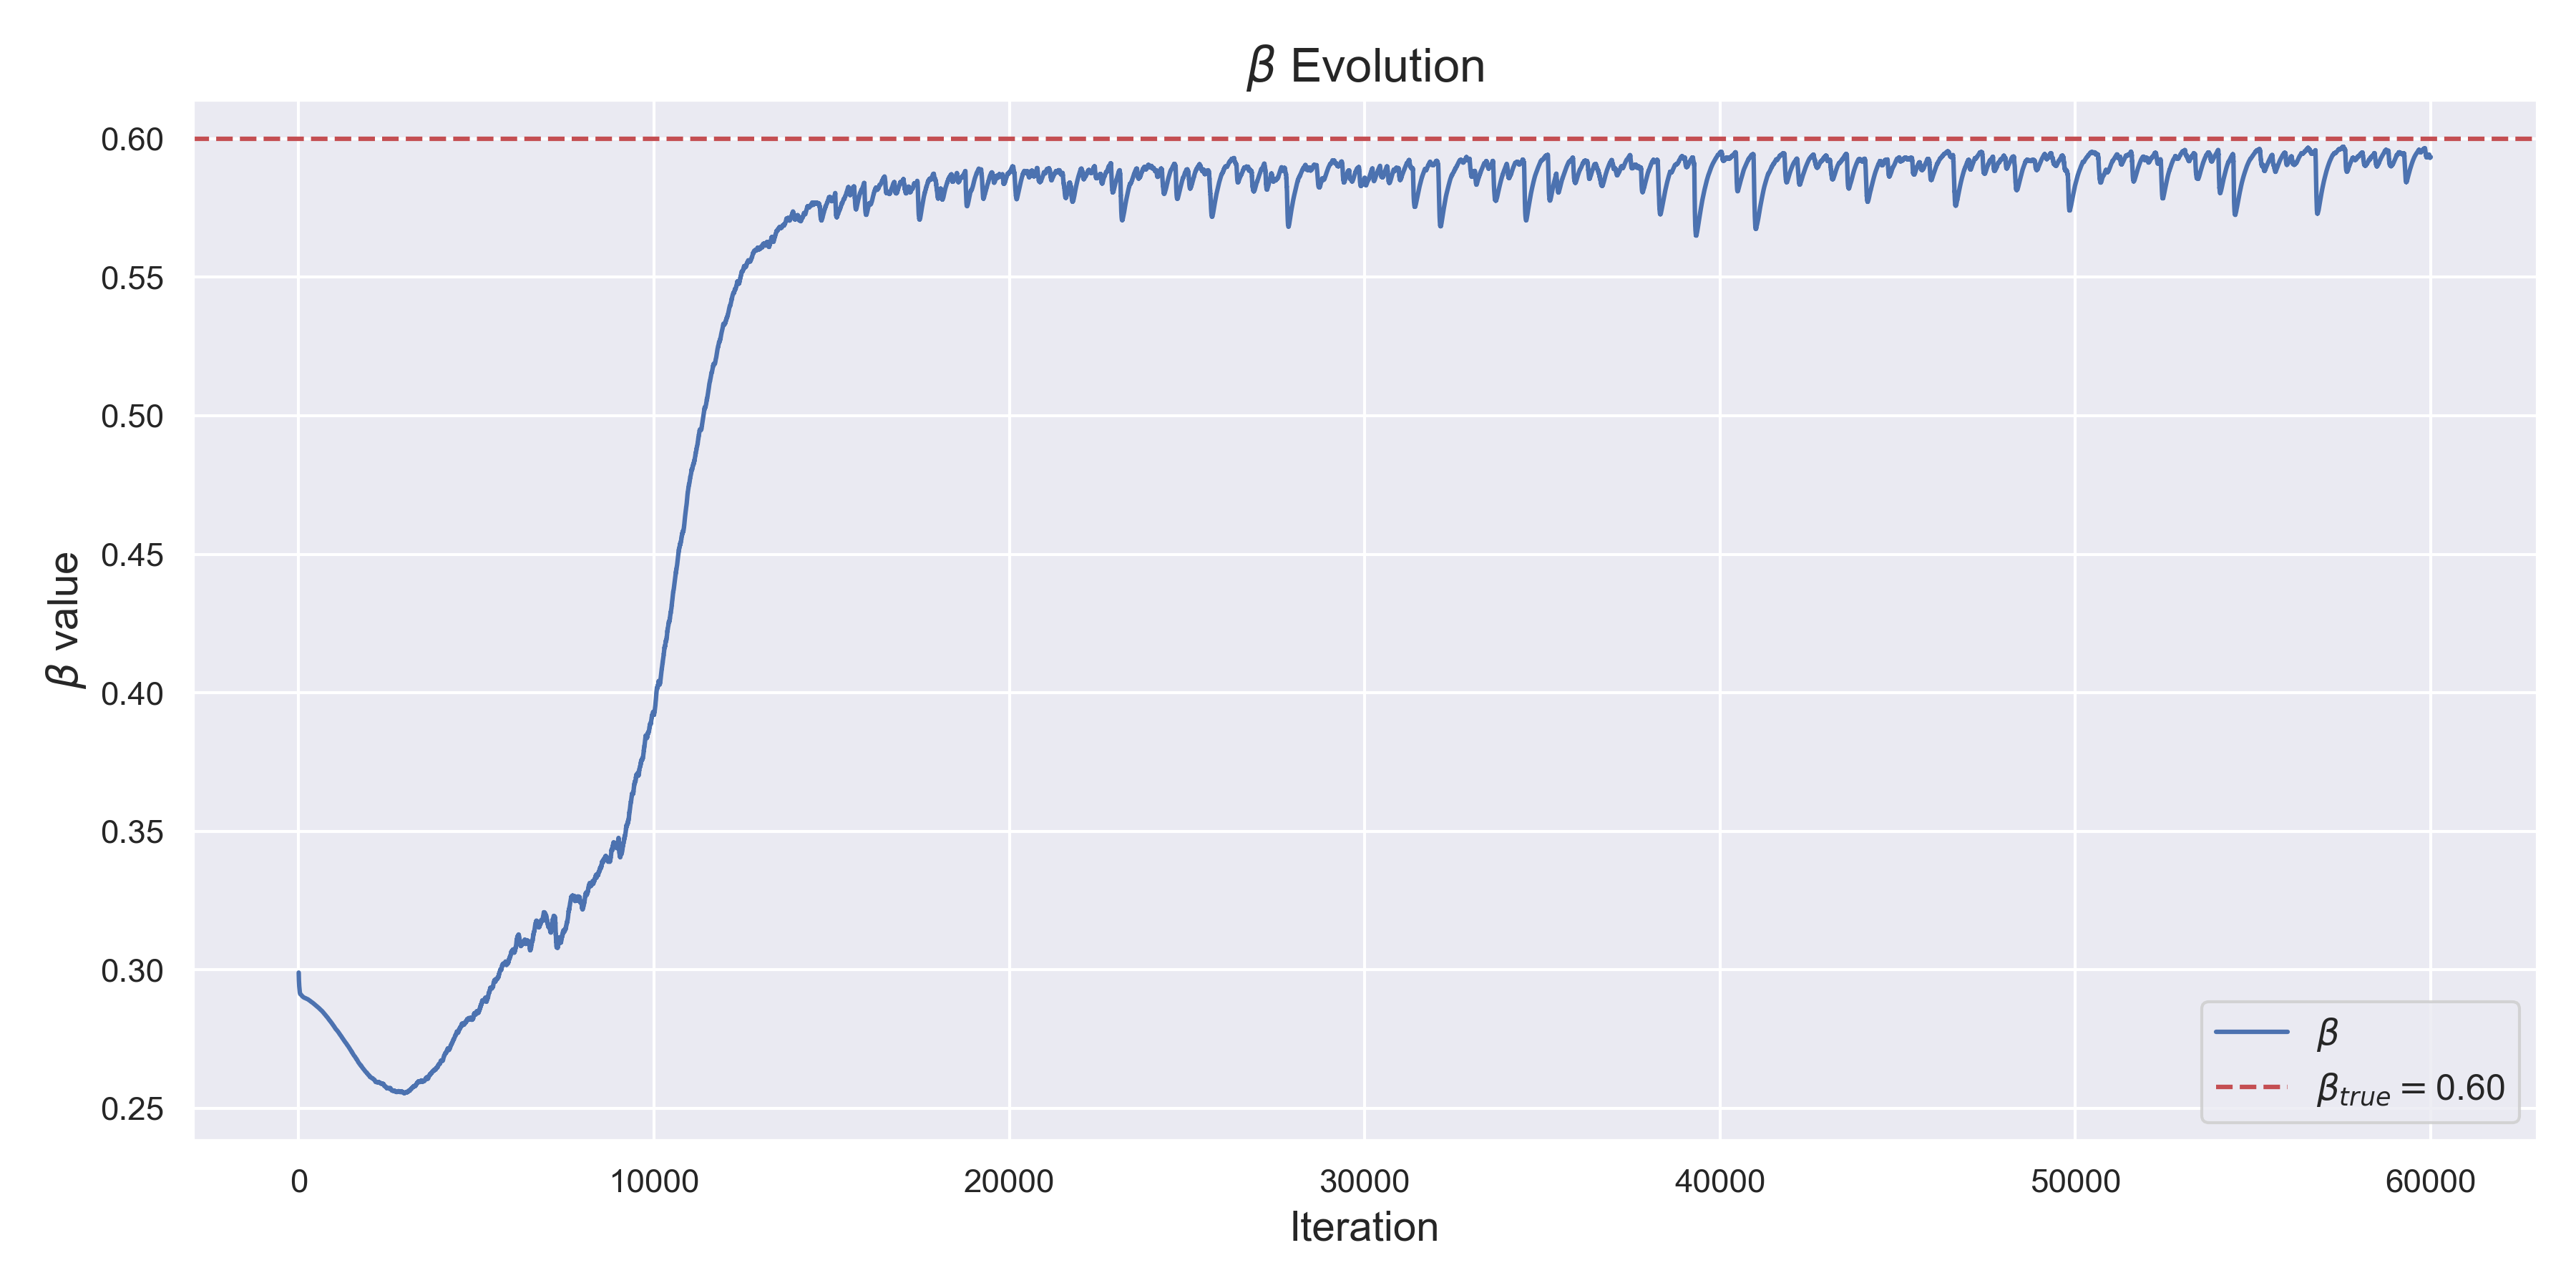 β Evolution
β value
0.60
0.55
0.50
0.45
0.40
0.35
0.30
0.25
0 10000 20000 30000 40000 50000 60000
Iteration
β
β_true = 0.60